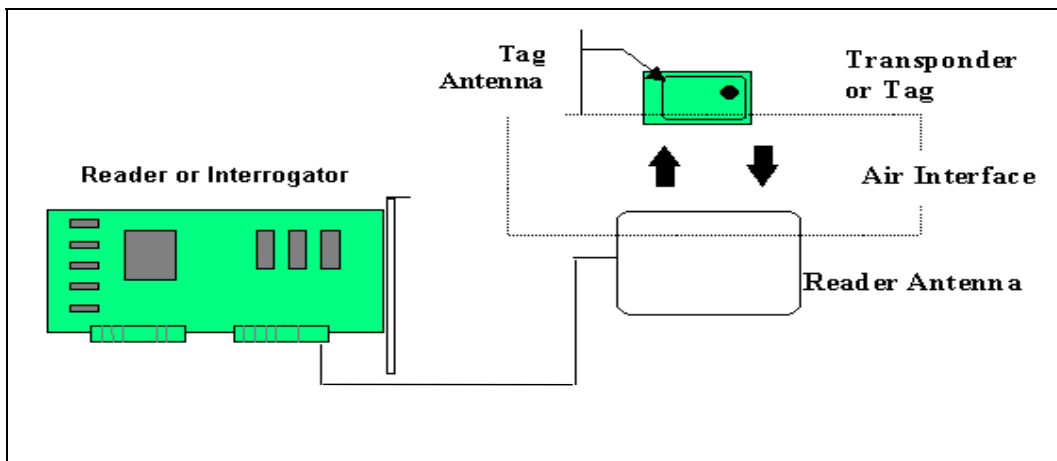 Tag
Antenna
Transponder
or Tag
Reader or Interrogator
Air Interface
Reader Antenna